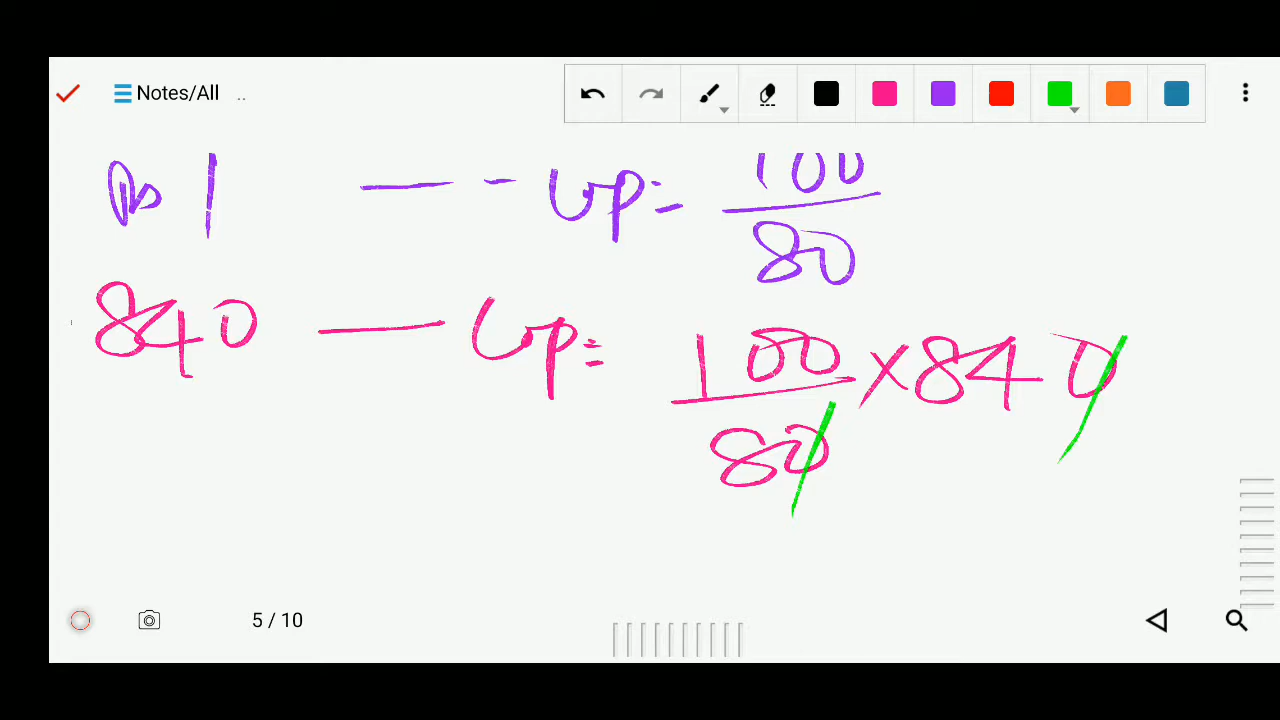 Notes/All ..
Rs 1 — - cp = 100/80
840 — cp = 100/80 × 840
5 / 10